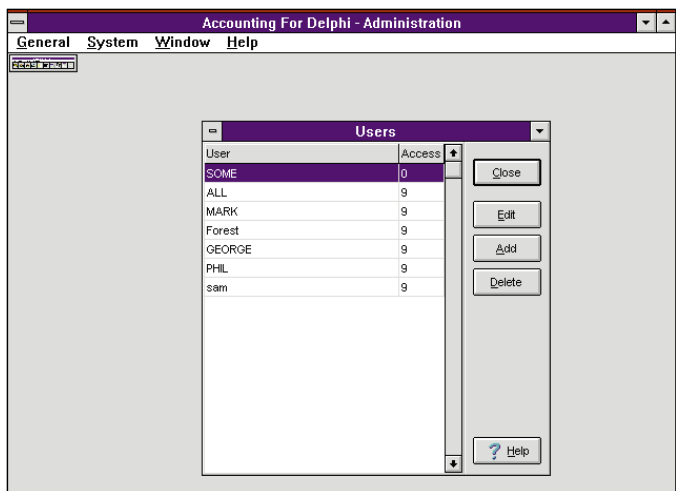 Accounting For Delphi - Administration
General System Window Help
Users
User Access
SOME 0
ALL 9
MARK 9
Forest 9
GEORGE 9
PHIL 9
sam 9
Close
Edit
Add
Delete
? Help